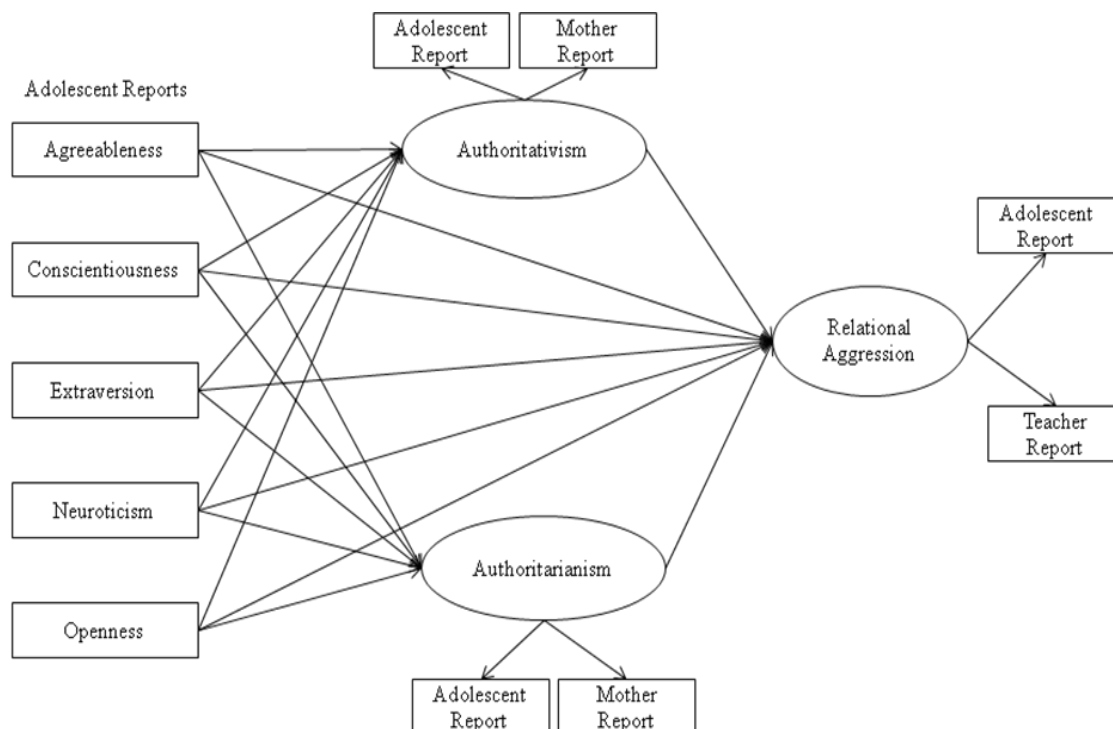 Adolescent
Report
Mother
Report
Adolescent Reports
Agreeableness
Authoritativism
Conscientiousness
Adolescent
Report
Extraversion
Relational
Aggression
Teacher
Report
Neuroticism
Authoritarianism
Openness
Adolescent
Report
Mother
Report